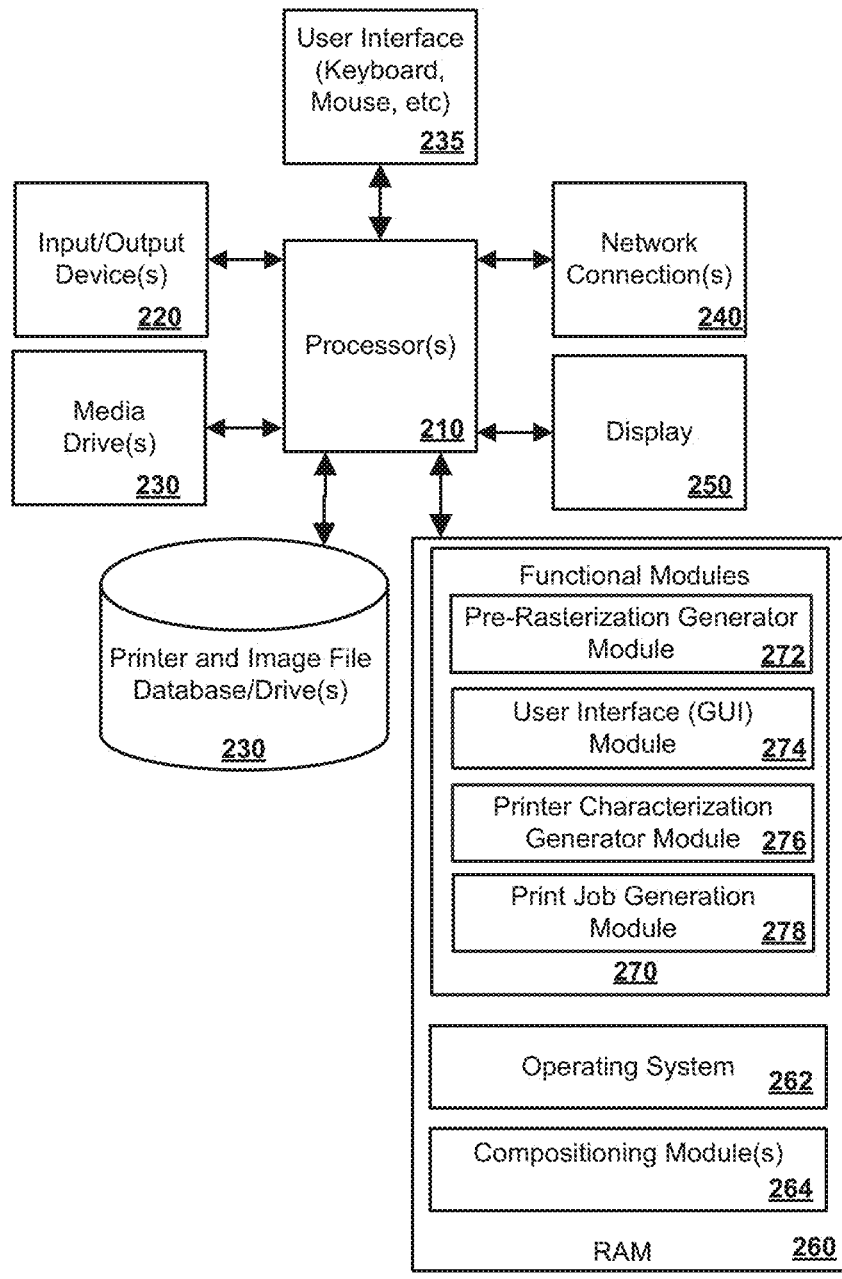 User Interface
(Keyboard,
Mouse, etc)
235
Input/Output
Device(s)
220
Network
Connection(s)
240
Processor(s)
210
Media
Drive(s)
230
Display
250
Printer and Image File
Database/Drive(s)
230
Functional Modules
Pre-Rasterization Generator
Module
272
User Interface (GUI)
Module
274
Printer Characterization
Generator Module
276
Print Job Generation
Module
278
270
Operating System
262
Compositioning Module(s)
264
RAM
260